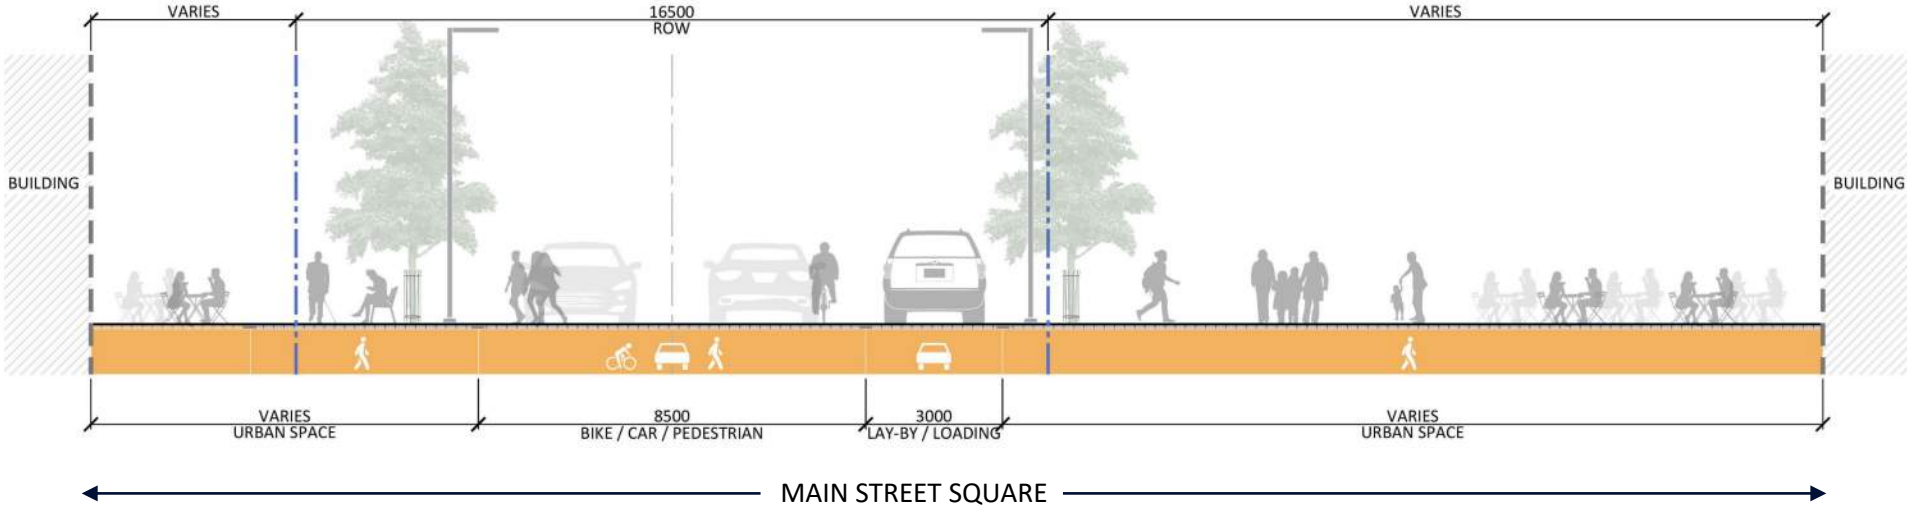 VARIES
16500
ROW
VARIES
BUILDING
BUILDING
VARIES
URBAN SPACE
8500
BIKE / CAR / PEDESTRIAN
3000
LAY-BY / LOADING
VARIES
URBAN SPACE
MAIN STREET SQUARE